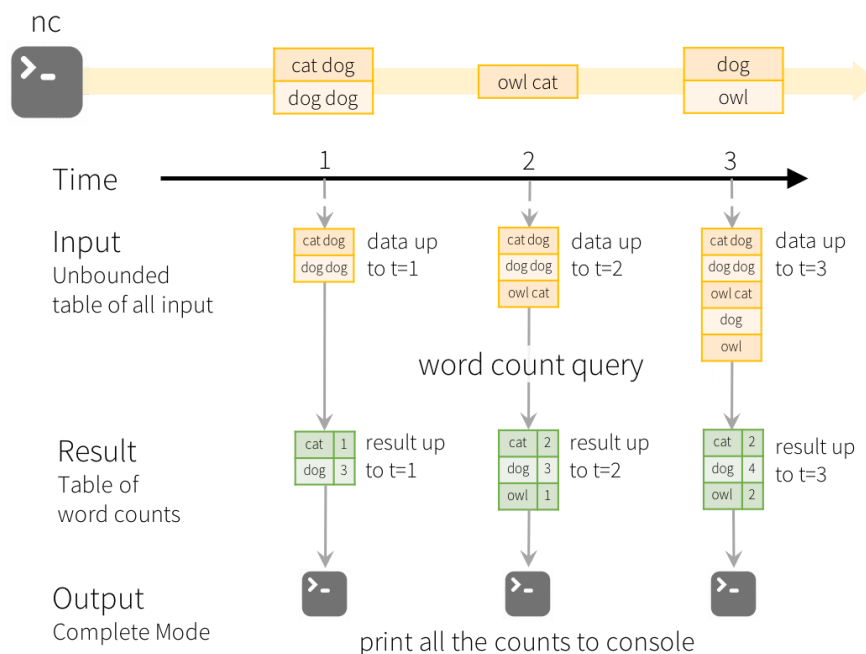 nc
cat dog
dog dog
owl cat
dog
owl
Time
1
2
3
Input
Unbounded
table of all input
cat dog
dog dog
data up
to t=1
cat dog
dog dog
owl cat
data up
to t=2
cat dog
dog dog
owl cat
dog
owl
data up
to t=3
word count query
Result
Table of
word counts
cat 1
dog 3
result up
to t=1
cat 2
dog 3
owl 1
result up
to t=2
cat 2
dog 4
owl 2
result up
to t=3
Output
Complete Mode
print all the counts to console